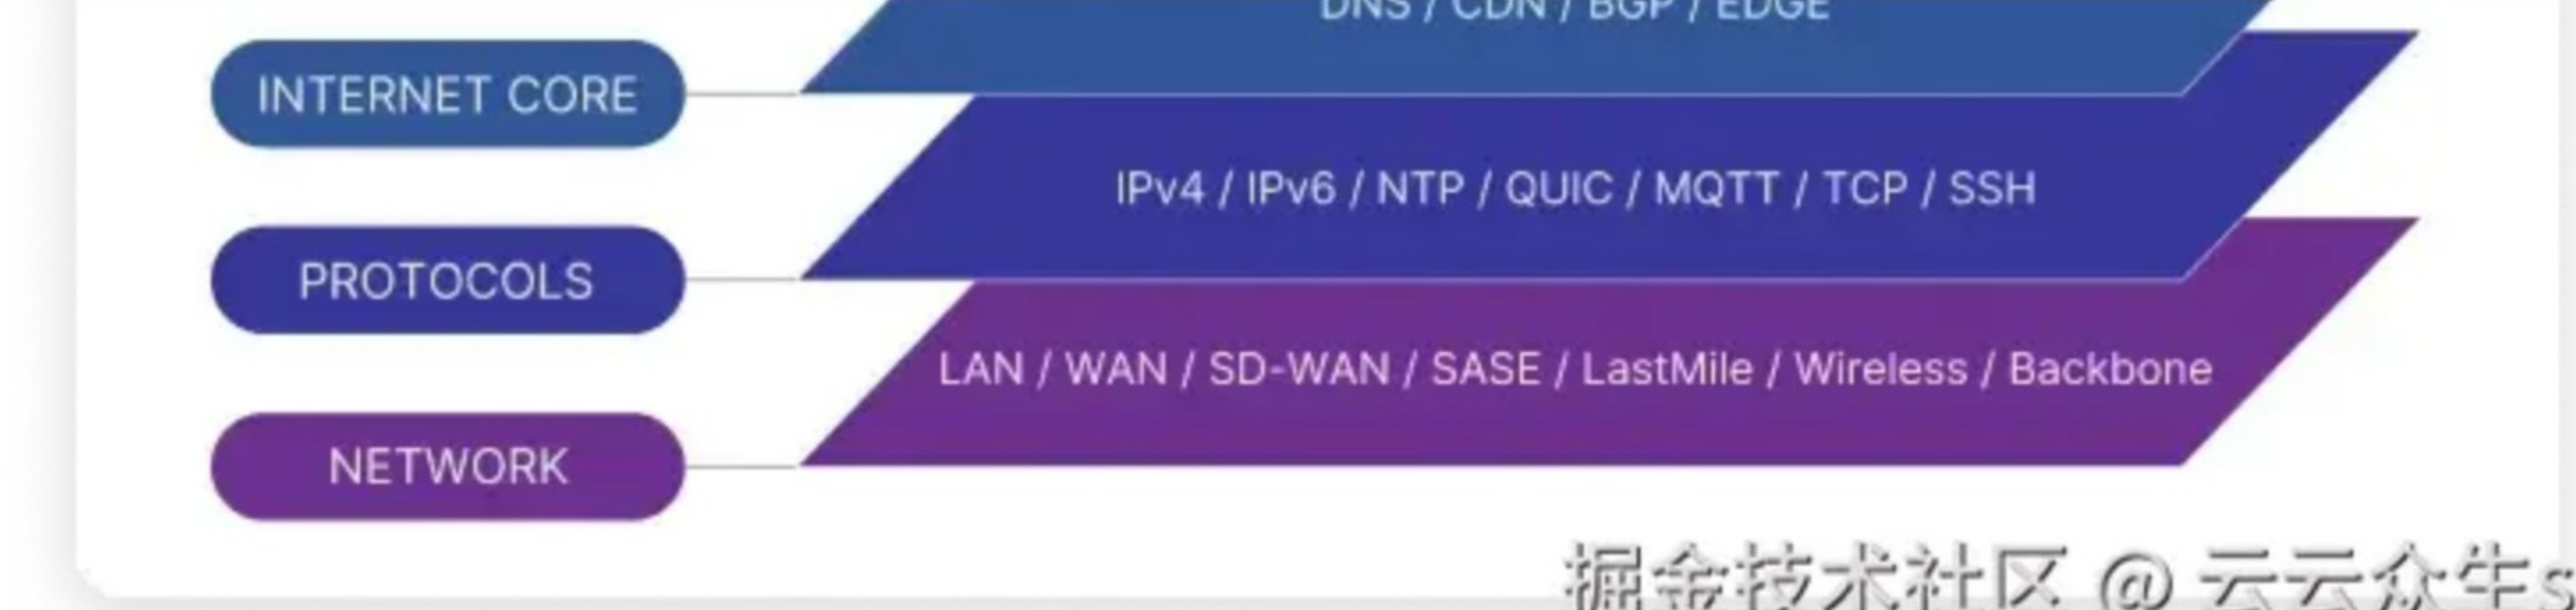 DNS / CDN / BGP / EDGE
INTERNET CORE
IPv4 / IPv6 / NTP / QUIC / MQTT / TCP / SSH
PROTOCOLS
LAN / WAN / SD-WAN / SASE / LastMile / Wireless / Backbone
NETWORK
掘金技术社区 @ 云云众生s